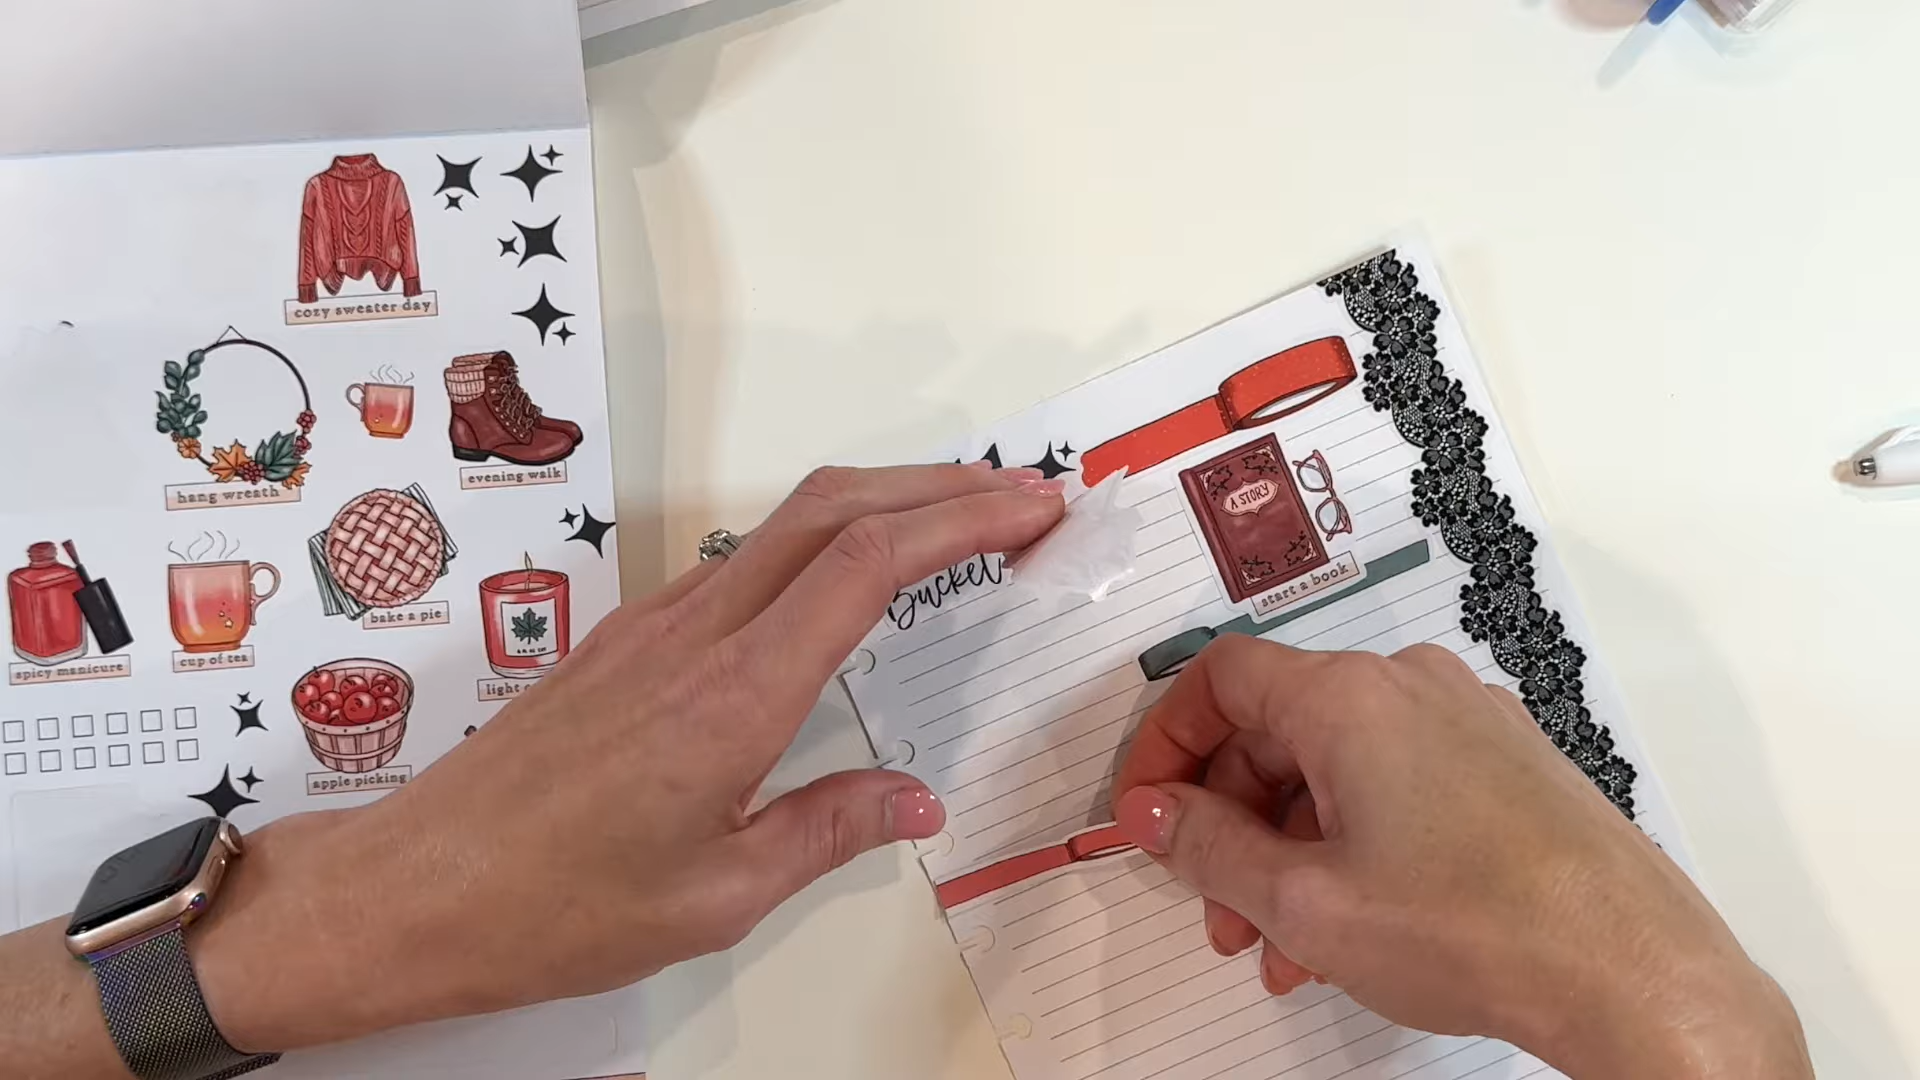 cozy sweater day
hang wreath
evening walk
bake a pie
spicy manicure
cup of tea
light
apple picking
Bucket
A STORY
start a book